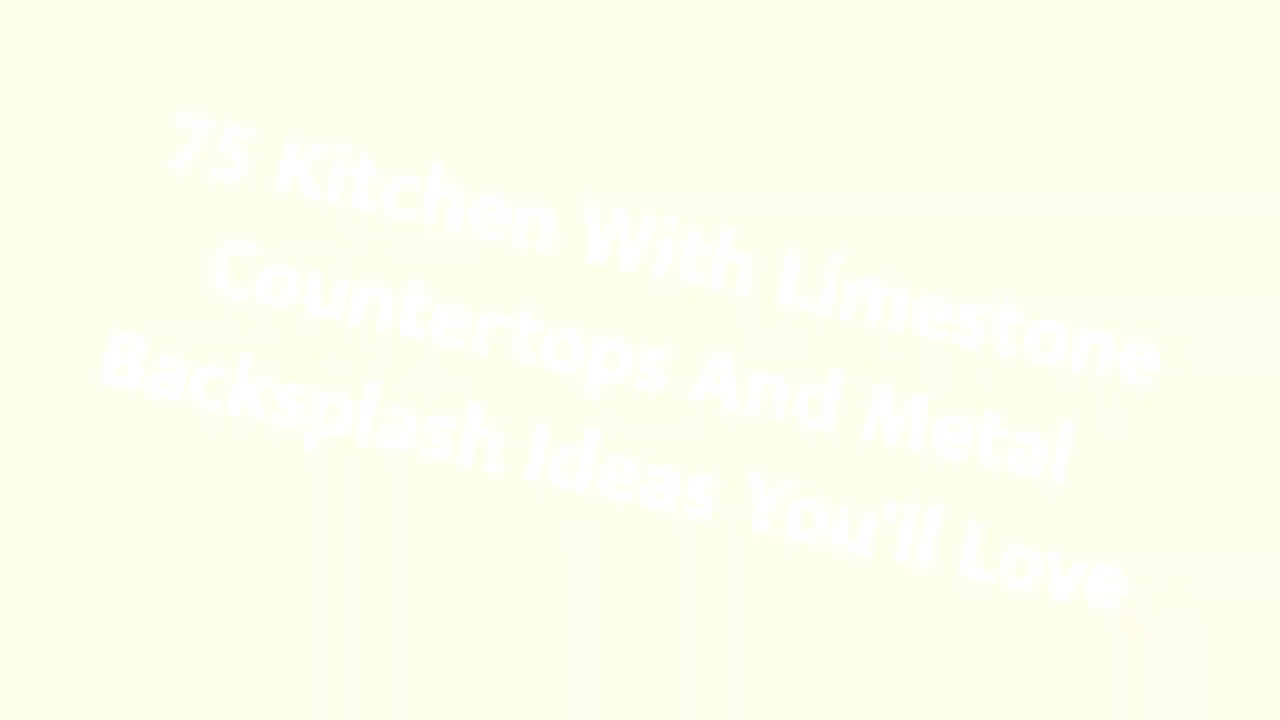 75 Kitchen With Limestone
Countertops And Metal
Backsplash Ideas You'll Love